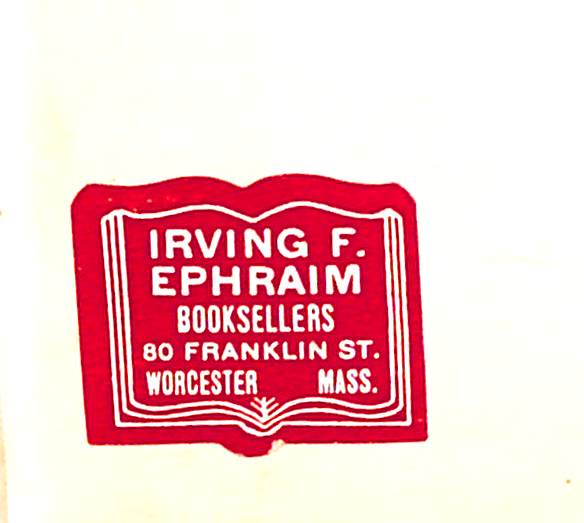 IRVING F.
EPHRAIM
BOOKSELLERS
80 FRANKLIN ST.
WORCESTER MASS.